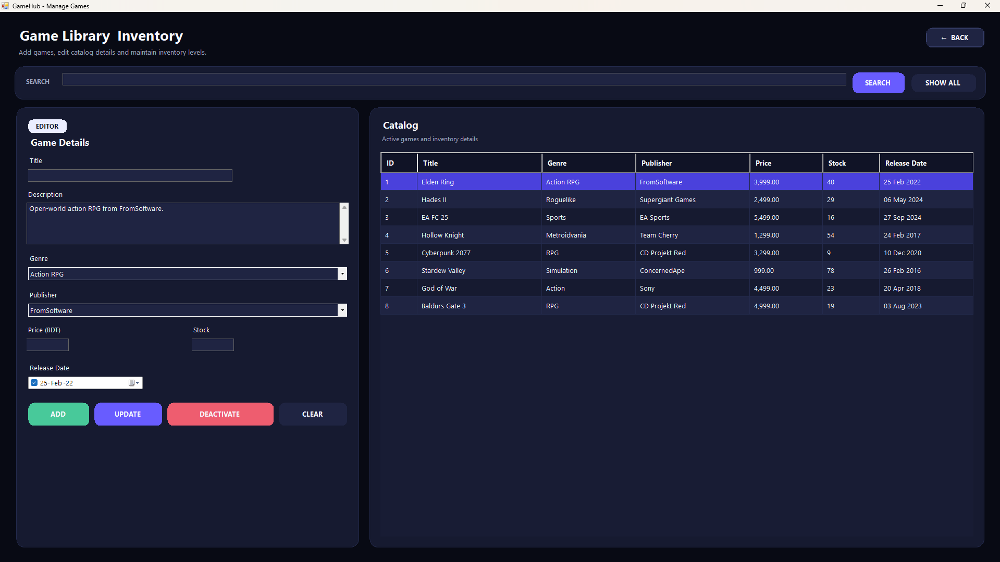 GameHub - Manage Games
Game Library  Inventory
Add games, edit catalog details and maintain inventory levels.
← BACK
SEARCH
SEARCH
SHOW ALL
EDITOR
Game Details
Title
Description
Open-world action RPG from FromSoftware.
Genre
Action RPG
Publisher
FromSoftware
Price (BDT) Stock
Release Date
25- Feb -22
ADD UPDATE DEACTIVATE CLEAR
Catalog
Active games and inventory details
ID Title Genre Publisher Price Stock Release Date
1 Elden Ring Action RPG FromSoftware 3,999.00 40 25 Feb 2022
2 Hades II Roguelike Supergiant Games 2,499.00 29 06 May 2024
3 EA FC 25 Sports EA Sports 5,499.00 16 27 Sep 2024
4 Hollow Knight Metroidvania Team Cherry 1,299.00 54 24 Feb 2017
5 Cyberpunk 2077 RPG CD Projekt Red 3,299.00 9 10 Dec 2020
6 Stardew Valley Simulation ConcernedApe 999.00 78 26 Feb 2016
7 God of War Action Sony 4,499.00 23 20 Apr 2018
8 Baldurs Gate 3 RPG CD Projekt Red 4,999.00 19 03 Aug 2023